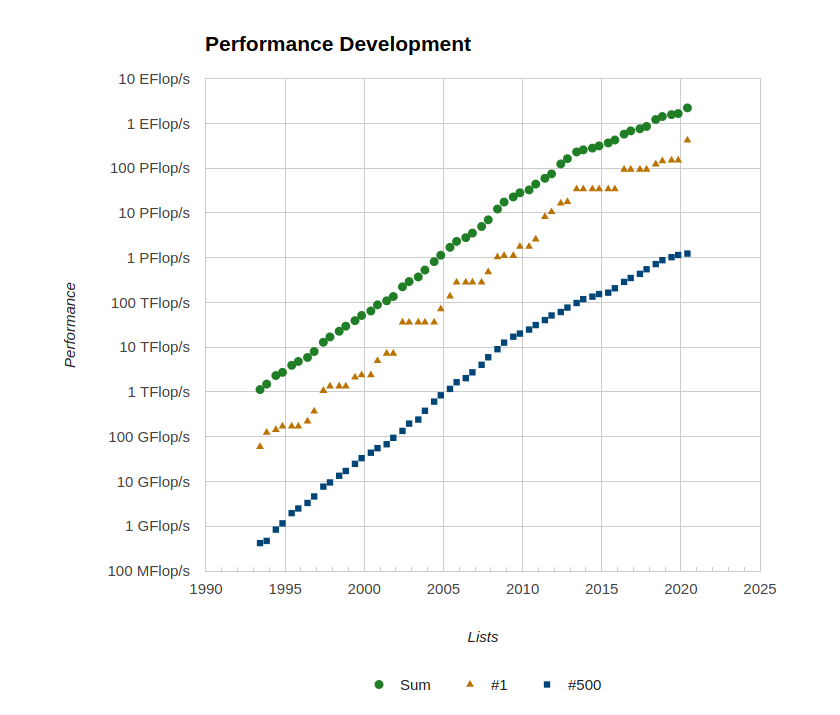 Performance Development
10 EFlop/s
1 EFlop/s
100 PFlop/s
10 PFlop/s
1 PFlop/s
100 TFlop/s
10 TFlop/s
1 TFlop/s
100 GFlop/s
10 GFlop/s
1 GFlop/s
100 MFlop/s
Performance
1990 1995 2000 2005 2010 2015 2020 2025
Lists
Sum #1 #500